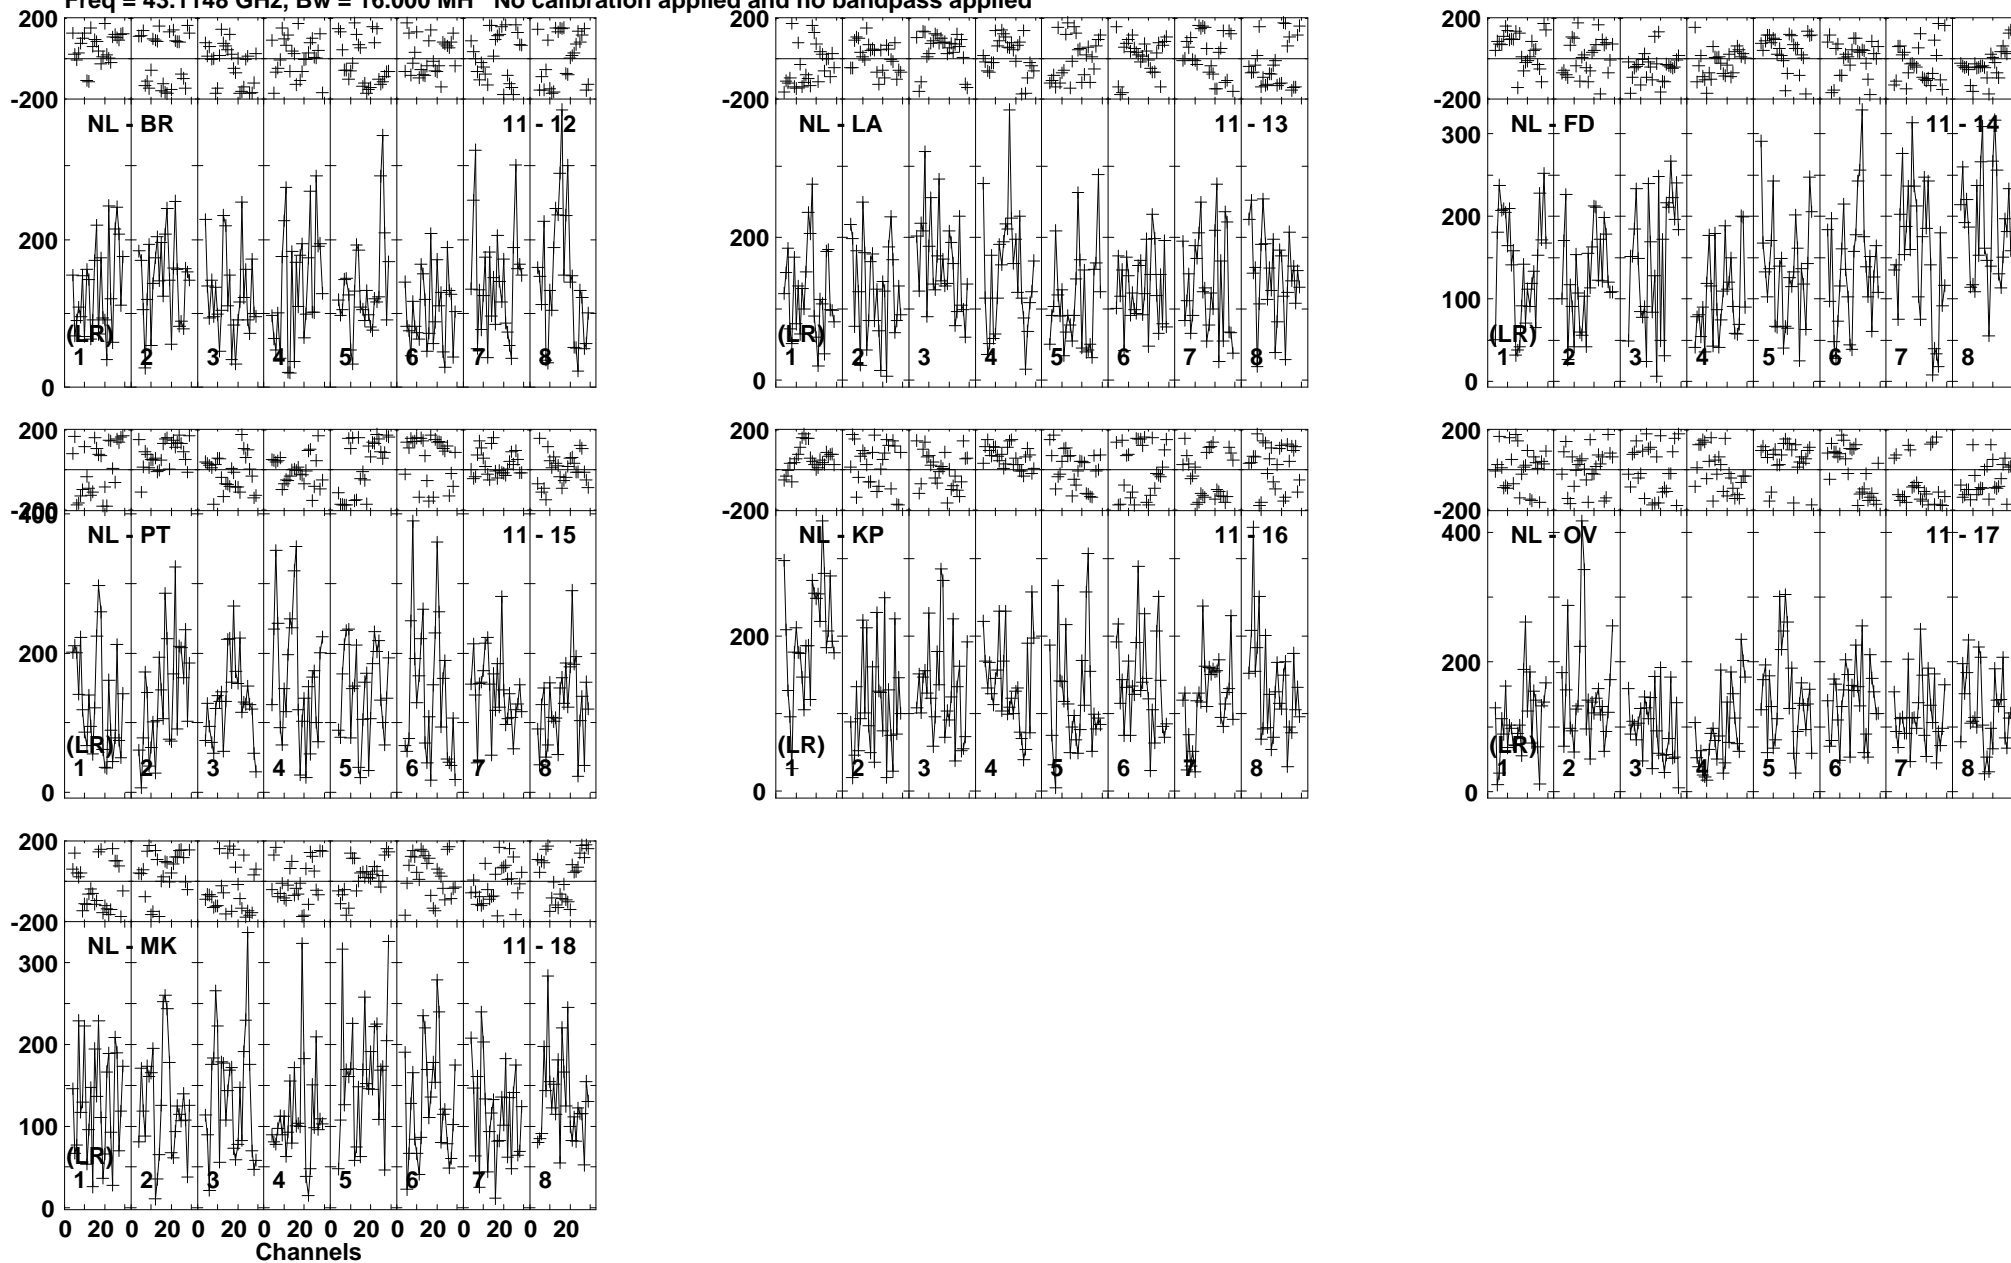 Freq = 43.1148 GHz, Bw = 16.000 MH No calibration applied and no bandpass applied
200 200 200
-200 -200 -200
NL - BR 11 - 12 NL - LA 11 - 13 NL - FD 11 - 14
300
200 200 200
100
(LR) (LR) (LR)
1 2 3 4 5 6 7 8 1 2 3 4 5 6 7 8 1 2 3 4 5 6 7 8
0 0 0
200 200 200
-200 -200 -200
400
NL - PT 11 - 15 NL - KP 11 - 16 NL - OV 11 - 17
400
200 200 200
(LR) (LR) (LR)
1 2 3 4 5 6 7 8 1 2 3 4 5 6 7 8 1 2 3 4 5 6 7 8
0 0 0
200
-200
NL - MK 11 - 18
300
200
100
(LR)
1 2 3 4 5 6 7 8
0
0 20 0 20 0 20 0 20 0 20 0 20 0 20 0 20
Channels